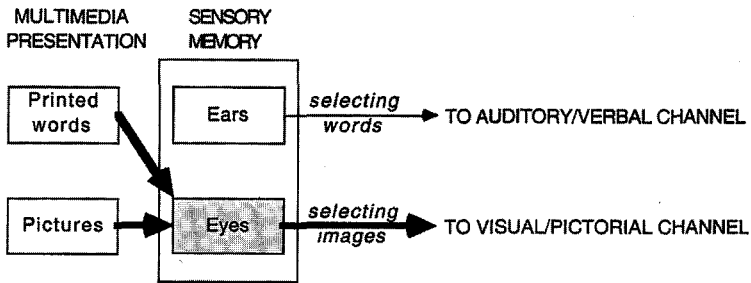 MULTIMEDIA
PRESENTATION
SENSORY
MEMORY
Printed
words
Ears
selecting
words
TO AUDITORY/VERBAL CHANNEL
Pictures
Eyes
selecting
images
TO VISUAL/PICTORIAL CHANNEL